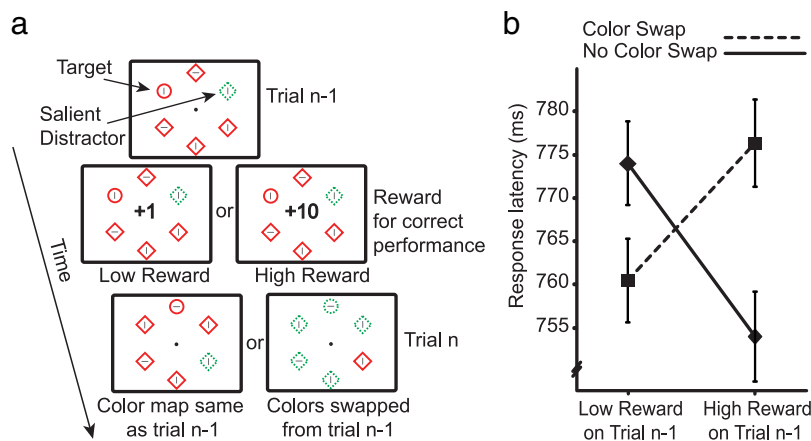 a
Target
Salient
Distractor
Trial n-1
+1
or
+10
Reward
for correct
performance
Low Reward
High Reward
Time
or
Trial n
Color map same
as trial n-1
Colors swapped
from trial n-1
b
Color Swap
No Color Swap
Response latency (ms)
780
775
770
765
760
755
Low Reward
on Trial n-1
High Reward
on Trial n-1